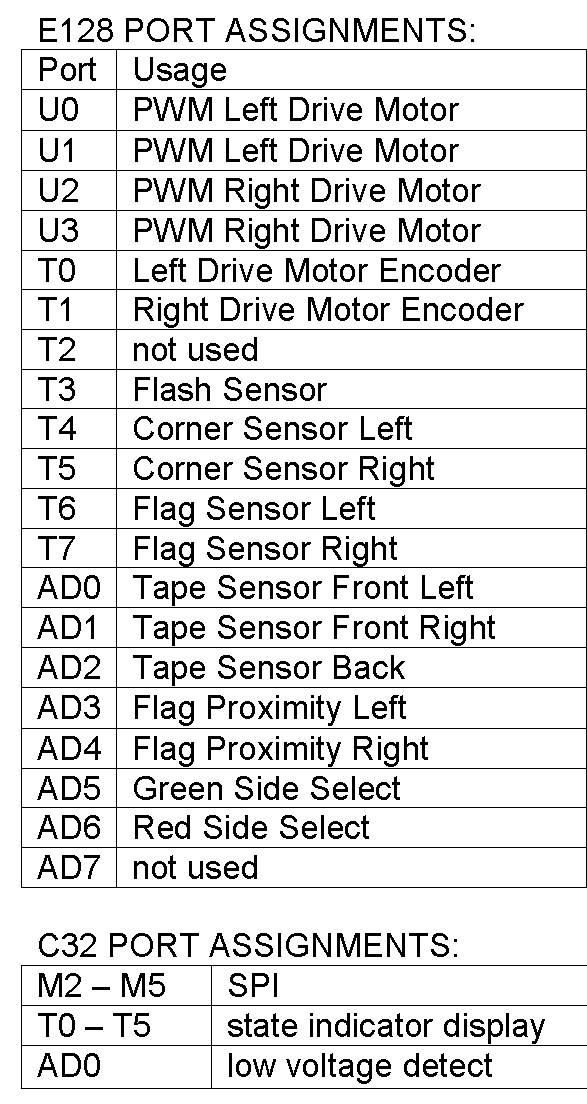 E128 PORT ASSIGNMENTS:
Port Usage
U0 PWM Left Drive Motor
U1 PWM Left Drive Motor
U2 PWM Right Drive Motor
U3 PWM Right Drive Motor
T0 Left Drive Motor Encoder
T1 Right Drive Motor Encoder
T2 not used
T3 Flash Sensor
T4 Corner Sensor Left
T5 Corner Sensor Right
T6 Flag Sensor Left
T7 Flag Sensor Right
AD0 Tape Sensor Front Left
AD1 Tape Sensor Front Right
AD2 Tape Sensor Back
AD3 Flag Proximity Left
AD4 Flag Proximity Right
AD5 Green Side Select
AD6 Red Side Select
AD7 not used
C32 PORT ASSIGNMENTS:
M2 – M5 SPI
T0 – T5 state indicator display
AD0 low voltage detect